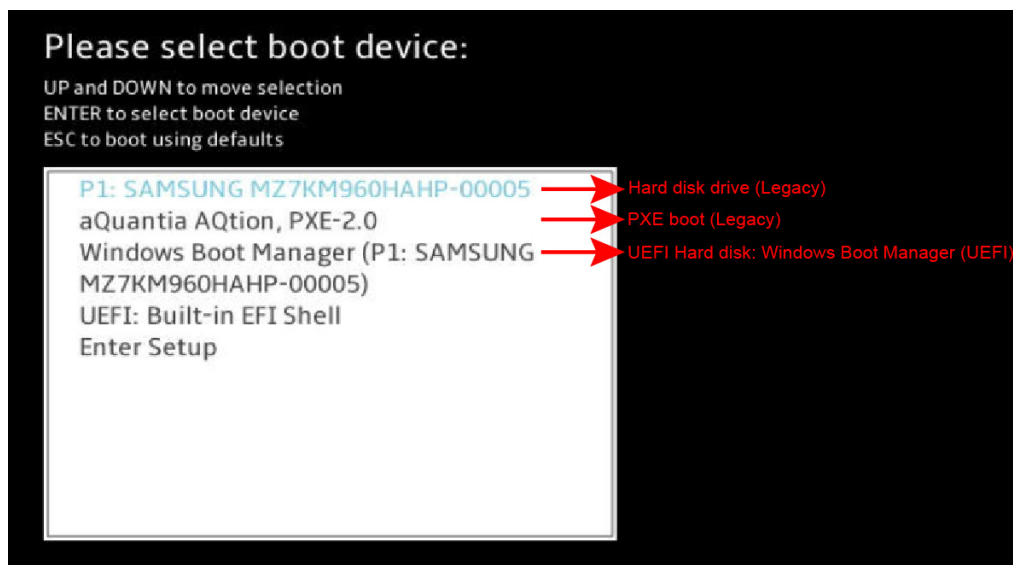 Please select boot device:
UP and DOWN to move selection
ENTER to select boot device
ESC to boot using defaults
P1: SAMSUNG MZ7KM960HAHP-00005
Hard disk drive (Legacy)
aQuantia AQtion, PXE-2.0
PXE boot (Legacy)
Windows Boot Manager (P1: SAMSUNG
UEFI Hard disk: Windows Boot Manager (UEFI)
MZ7KM960HAHP-00005)
UEFI: Built-in EFI Shell
Enter Setup